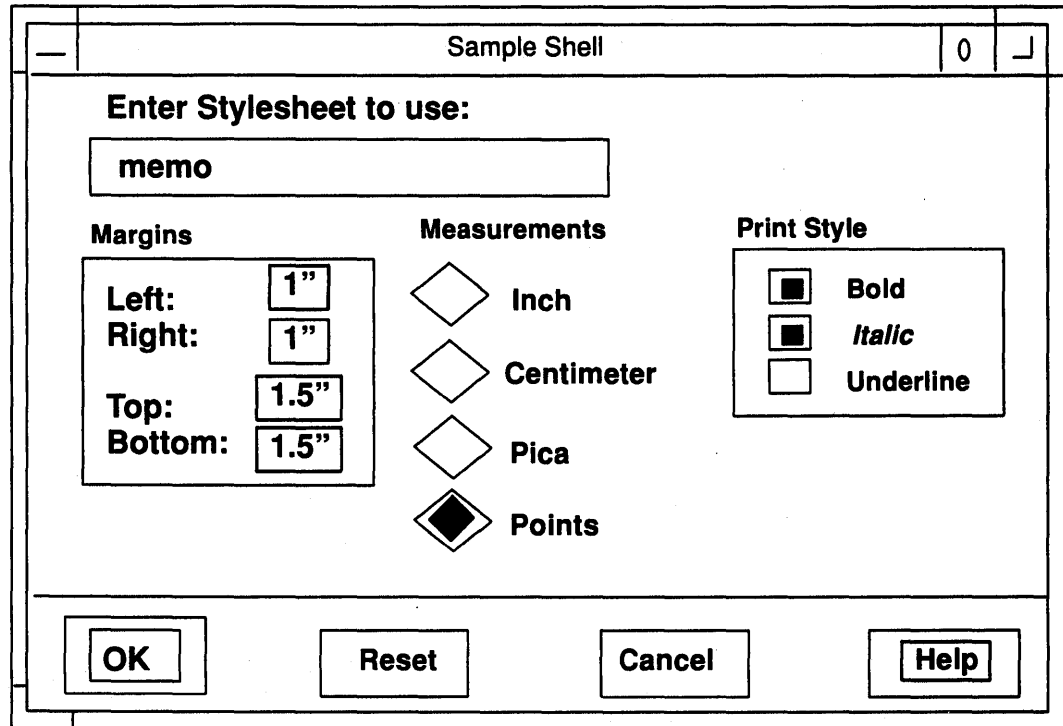 Sample Shell
Enter Stylesheet to use:
memo
Margins
Left: 1”
Right: 1”
Top: 1.5”
Bottom: 1.5”
Measurements
Inch
Centimeter
Pica
Points
Print Style
Bold
Italic
Underline
OK Reset Cancel Help